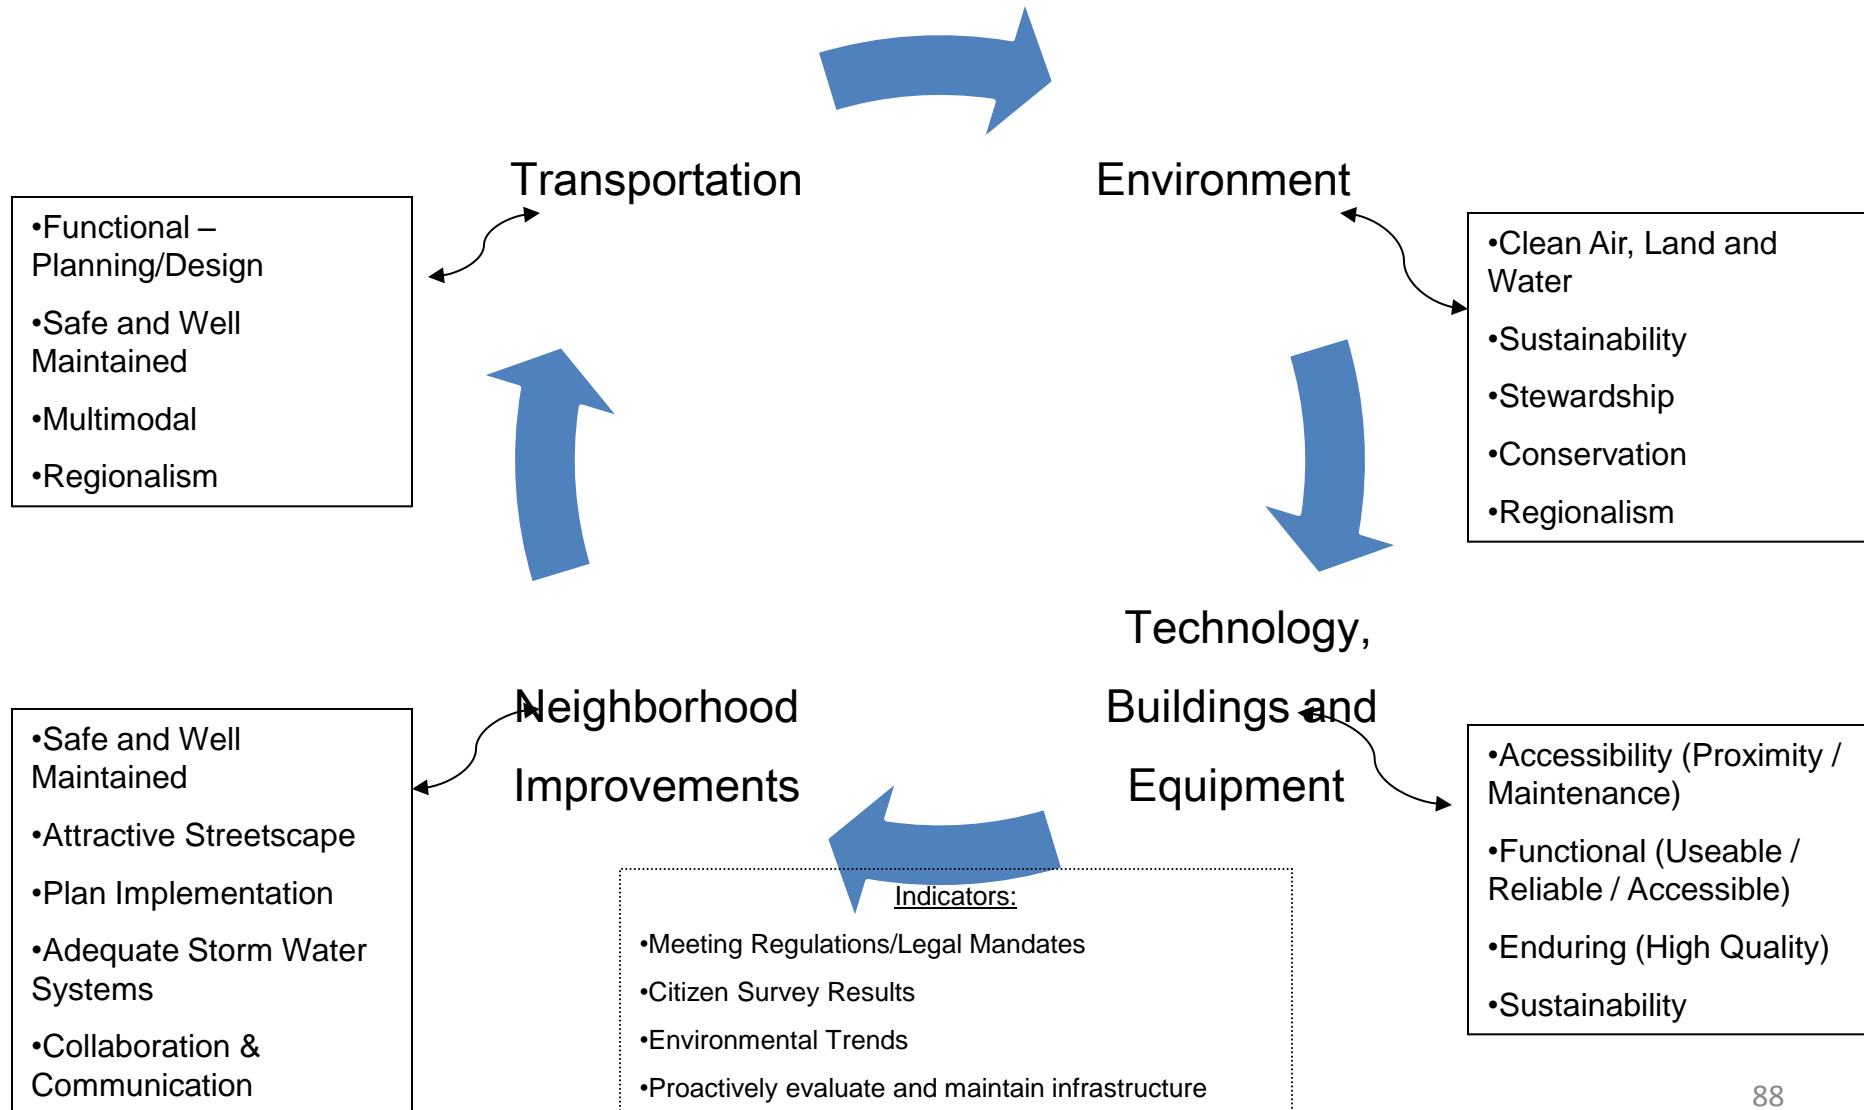 Transportation
•Functional –
Planning/Design
•Safe and Well
Maintained
•Multimodal
•Regionalism
Environment
•Clean Air, Land and
Water
•Sustainability
•Stewardship
•Conservation
•Regionalism
Technology,
Buildings and
Equipment
•Accessibility (Proximity /
Maintenance)
•Functional (Useable /
Reliable / Accessible)
•Enduring (High Quality)
•Sustainability
Neighborhood
Improvements
•Safe and Well
Maintained
•Attractive Streetscape
•Plan Implementation
•Adequate Storm Water
Systems
•Collaboration &
Communication
Indicators:
•Meeting Regulations/Legal Mandates
•Citizen Survey Results
•Environmental Trends
•Proactively evaluate and maintain infrastructure
88